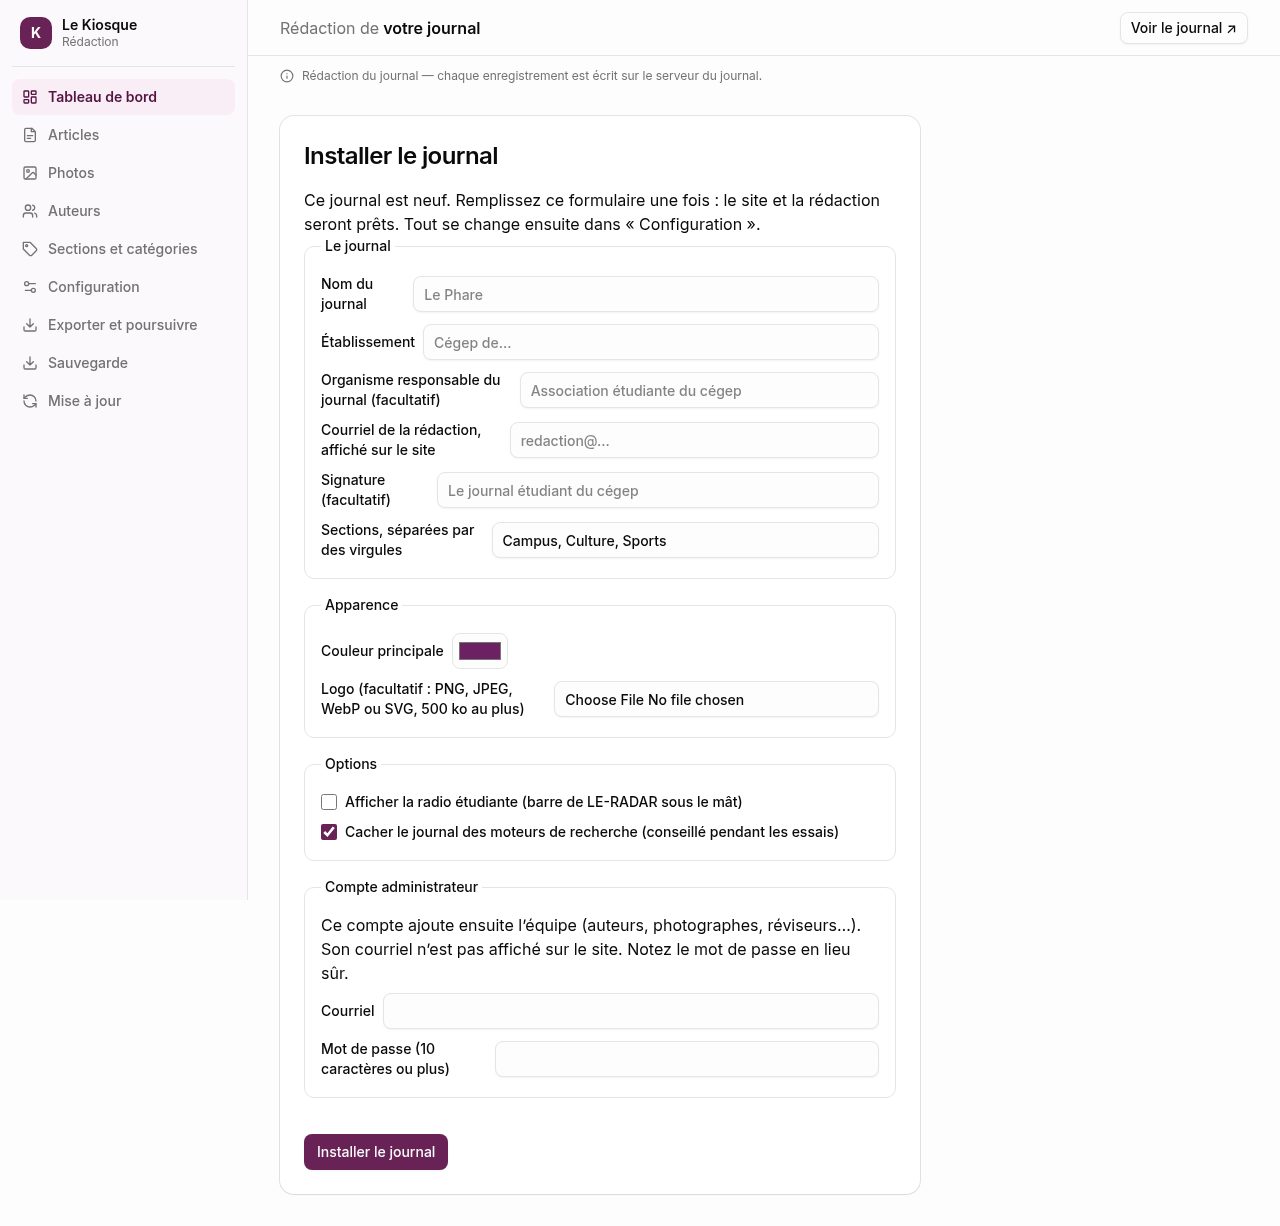 K
Le Kiosque
Rédaction
Tableau de bord
Articles
Photos
Auteurs
Sections et catégories
Configuration
Exporter et poursuivre
Sauvegarde
Mise à jour
Rédaction de votre journal
Voir le journal ↗
Rédaction du journal — chaque enregistrement est écrit sur le serveur du journal.
Installer le journal
Ce journal est neuf. Remplissez ce formulaire une fois : le site et la rédaction
seront prêts. Tout se change ensuite dans « Configuration ».
Le journal
Nom du
journal
Le Phare
Établissement
Cégep de…
Organisme responsable du
journal (facultatif)
Association étudiante du cégep
Courriel de la rédaction,
affiché sur le site
redaction@…
Signature
(facultatif)
Le journal étudiant du cégep
Sections, séparées par
des virgules
Campus, Culture, Sports
Apparence
Couleur principale
Logo (facultatif : PNG, JPEG,
WebP ou SVG, 500 ko au plus)
Choose File No file chosen
Options
Afficher la radio étudiante (barre de LE-RADAR sous le mât)
Cacher le journal des moteurs de recherche (conseillé pendant les essais)
Compte administrateur
Ce compte ajoute ensuite l’équipe (auteurs, photographes, réviseurs…).
Son courriel n’est pas affiché sur le site. Notez le mot de passe en lieu
sûr.
Courriel
Mot de passe (10
caractères ou plus)
Installer le journal